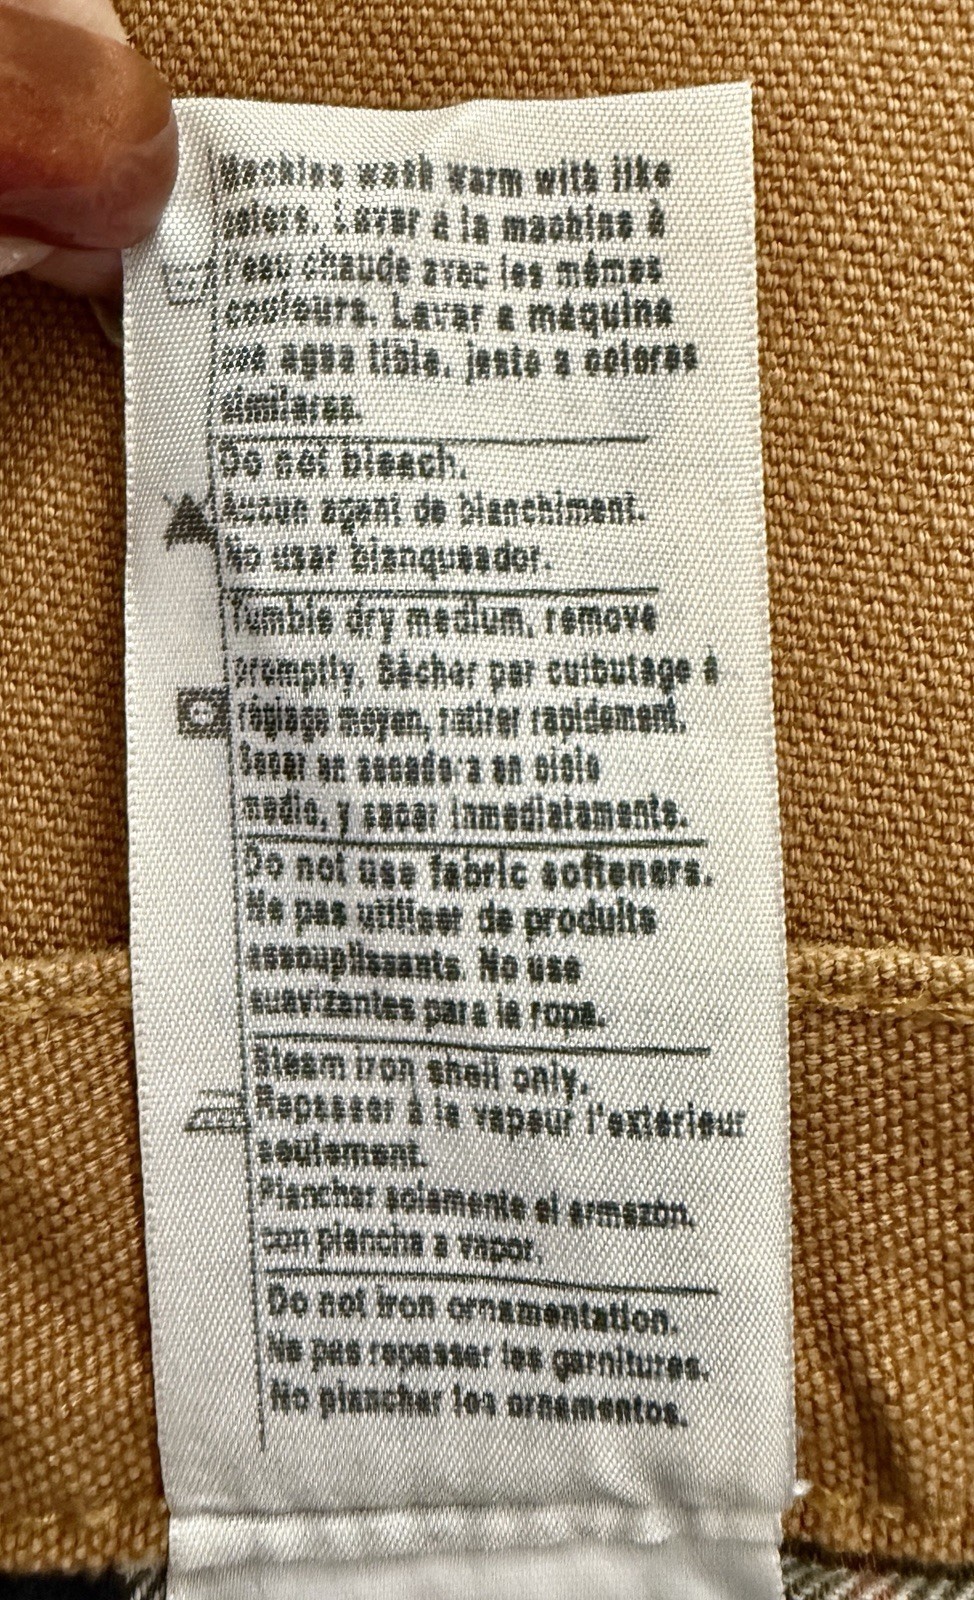 Machine wash warm with like
colors. Laver à la machine à
l'eau chaude avec les mêmes
couleurs. Lavar a máquina
con agua tibia, junto a colores
similares.
Do not bleach.
Aucun agent de blanchiment.
No usar blanqueador.
Tumble dry medium, remove
promptly. Sécher par culbutage à
réglage moyen, retirer rapidement.
Secar en secadora en ciclo
medio, y sacar inmediatamente.
Do not use fabric softeners.
Ne pas utiliser de produits
assouplissants. No use
suavizantes para la ropa.
Steam iron shell only.
Repasser à la vapeur l'extérieur
seulement.
Planchar solamente el armazón.
con plancha a vapor.
Do not iron ornamentation.
Ne pas repasser les garnitures.
No planchar los ornamentos.